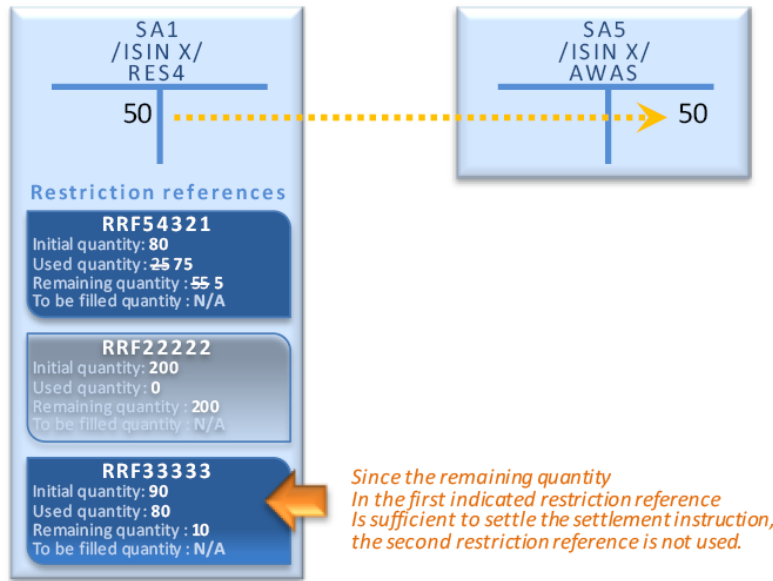 SA1
/ISIN X/
RES4
50
SA5
/ISIN X/
AWAS
50
Restriction references
RRF54321
Initial quantity: 80
Used quantity: 25 75
Remaining quantity : 55 5
To be filled quantity : N/A
RRF22222
Initial quantity: 200
Used quantity: 0
Remaining quantity : 200
To be filled quantity : N/A
RRF33333
Initial quantity: 90
Used quantity: 80
Remaining quantity : 10
To be filled quantity : N/A
Since the remaining quantity
In the first indicated restriction reference
Is sufficient to settle the settlement instruction,
the second restriction reference is not used.